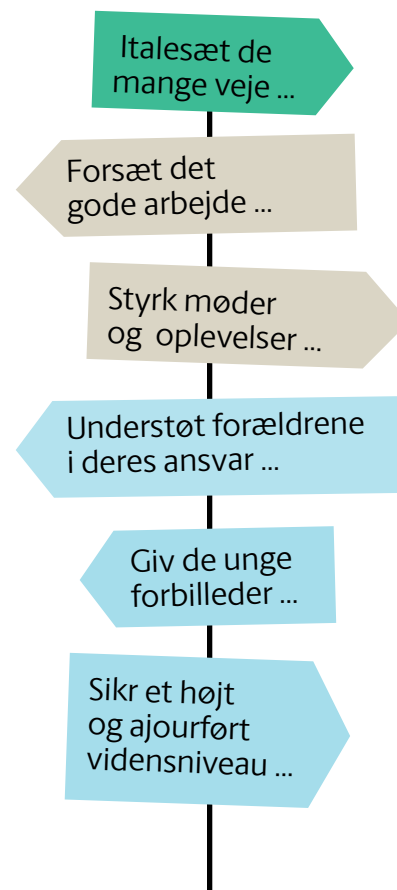 Italesæt de
mange veje ...
Forsæt det
gode arbejde ...
Styrk møder
og oplevelser ...
Understøt forældrene
i deres ansvar ...
Giv de unge
forbilleder ...
Sikr et højt
og ajourført
vidensniveau ...